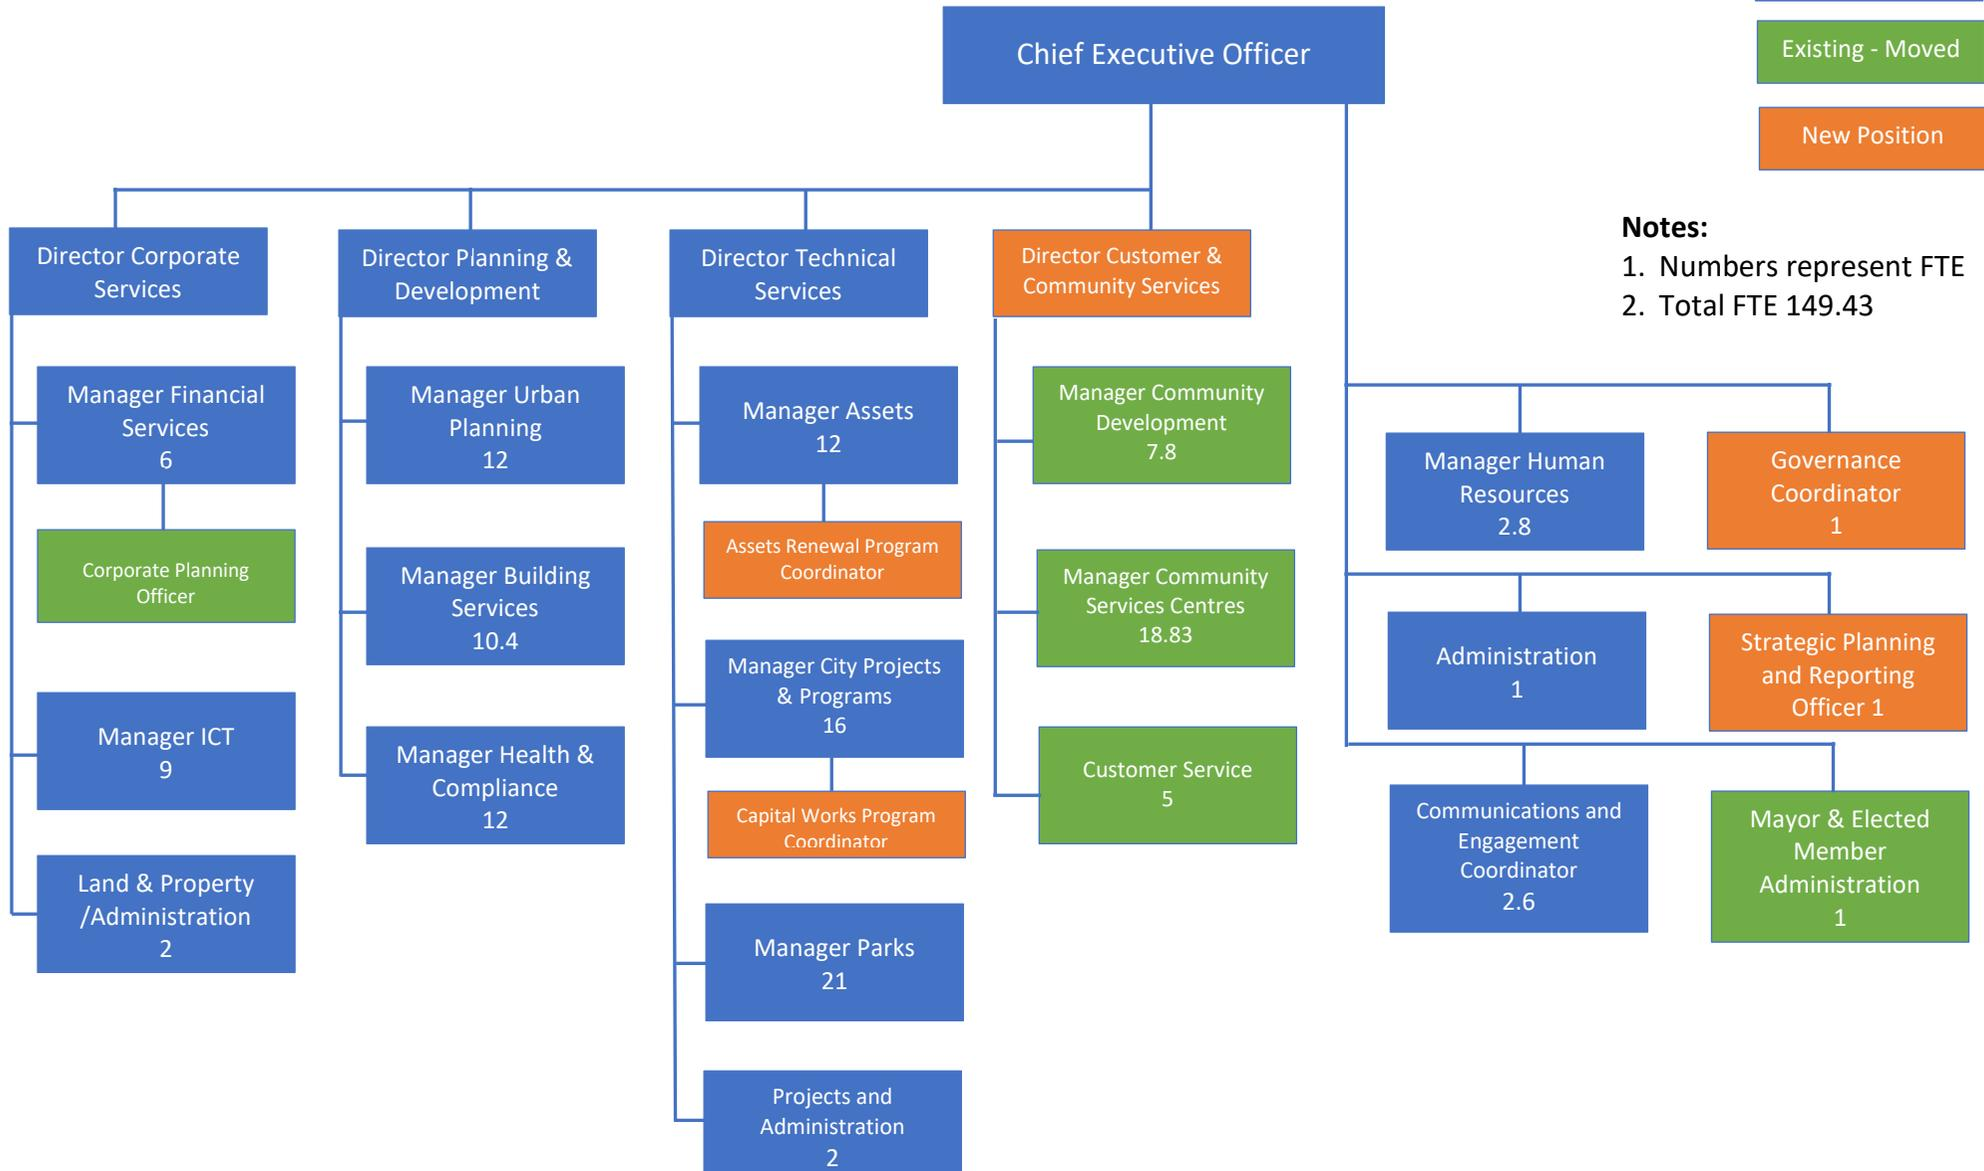 Chief Executive Officer
Existing - Moved
New Position
Notes:
1. Numbers represent FTE
2. Total FTE 149.43
Director Corporate
Services
Director Planning &
Development
Director Technical
Services
Director Customer &
Community Services
Manager Financial
Services
6
Corporate Planning
Officer
Manager ICT
9
Land & Property
/Administration
2
Manager Urban
Planning
12
Manager Building
Services
10.4
Manager Health &
Compliance
12
Manager Assets
12
Assets Renewal Program
Coordinator
Manager City Projects
& Programs
16
Capital Works Program
Coordinator
Manager Parks
21
Projects and
Administration
2
Manager Community
Development
7.8
Manager Community
Services Centres
18.83
Customer Service
5
Manager Human
Resources
2.8
Governance
Coordinator
1
Administration
1
Strategic Planning
and Reporting
Officer 1
Communications and
Engagement
Coordinator
2.6
Mayor & Elected
Member
Administration
1